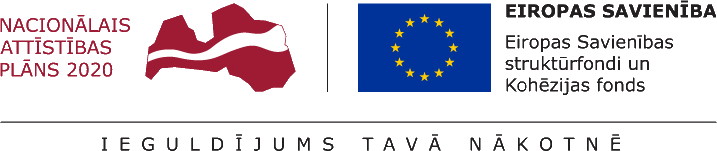 NACIONĀLAIS
ATTĪSTĪBAS
PLĀNS 2020
EIROPAS SAVIENĪBA
Eiropas Savienības
struktūrfondi un
Kohēzijas fonds
IEGULDĪJUMS TAVĀ NĀKOTNĒ